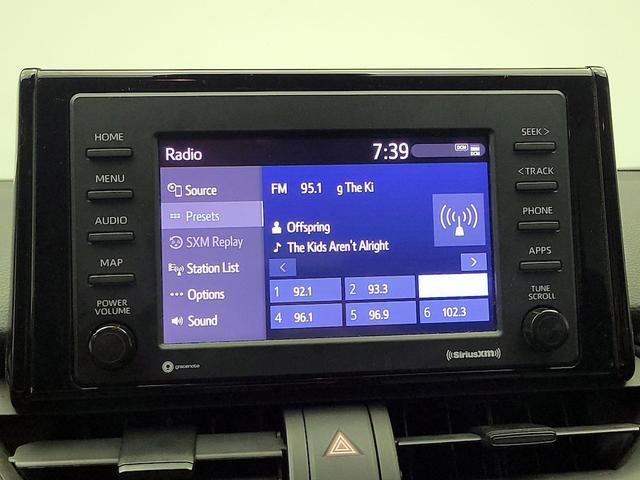 HOME
MENU
AUDIO
MAP
POWER
VOLUME
Radio
7:39
DCM
DCM
Source
Presets
SXM Replay
Station List
Options
Sound
FM 95.1 g The Ki
Offspring
The Kids Aren't Alright
<
>
1 92.1
2 93.3
4 96.1
5 96.9
6 102.3
SEEK >
< TRACK
PHONE
APPS
TUNE
SCROLL
gracenote
((SiriusXM))